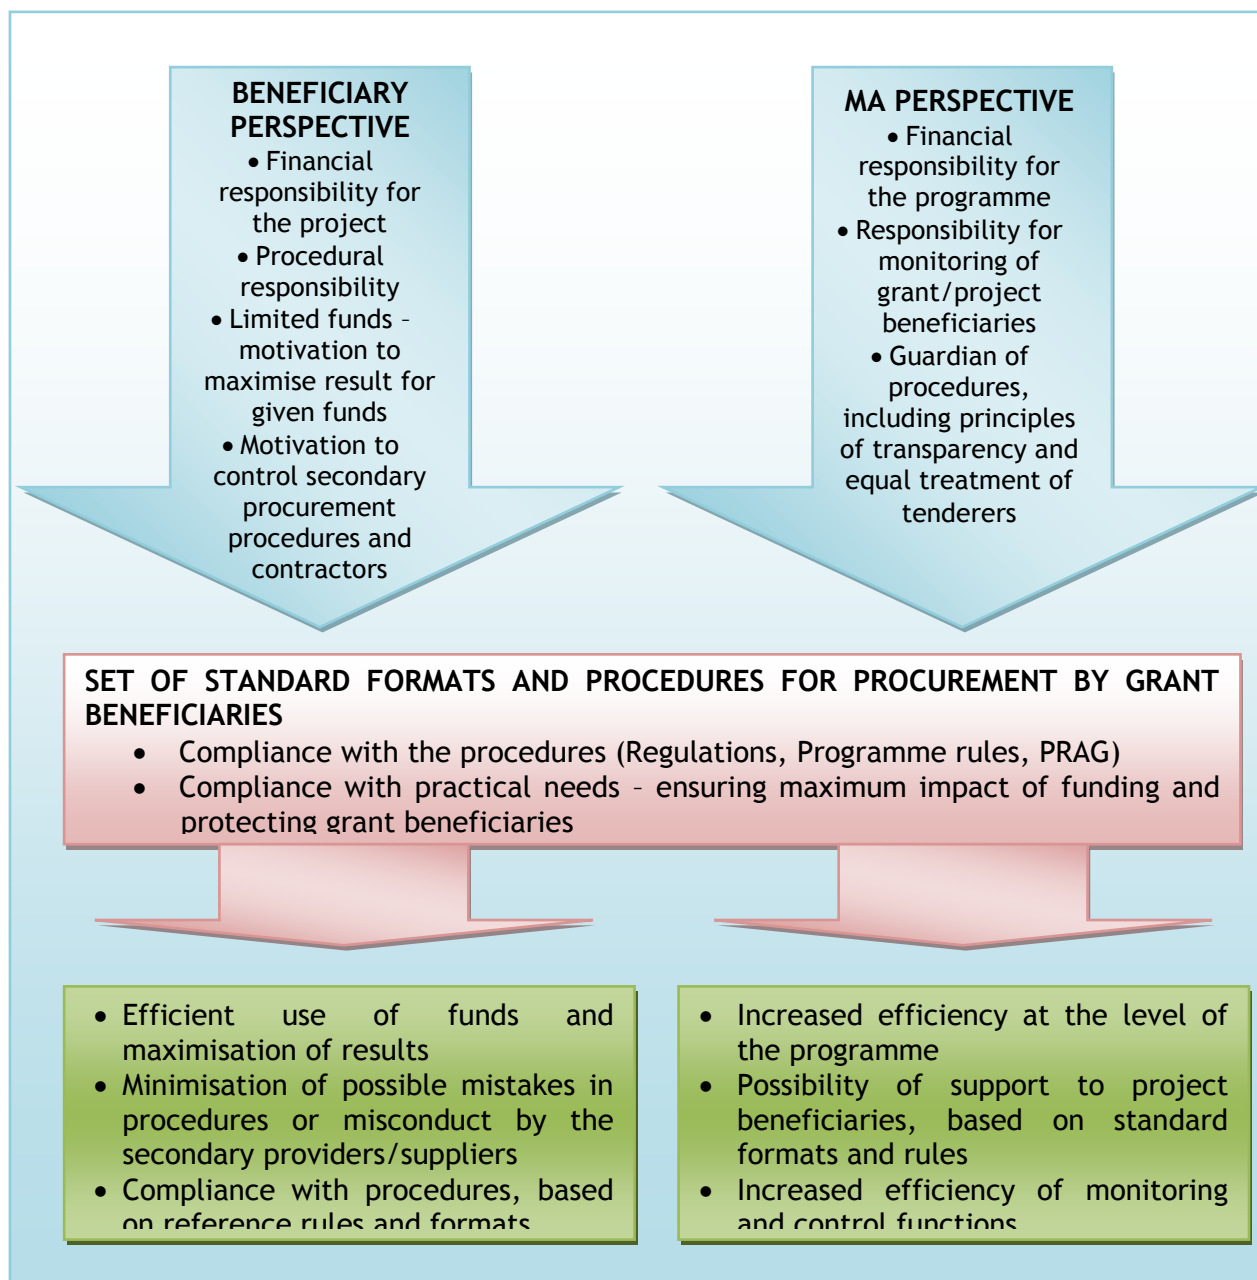 BENEFICIARY
PERSPECTIVE
• Financial
responsibility for
the project
• Procedural
responsibility
• Limited funds –
motivation to
maximise result for
given funds
• Motivation to
control secondary
procurement
procedures and
contractors
MA PERSPECTIVE
• Financial
responsibility for
the programme
• Responsibility for
monitoring of
grant/project
beneficiaries
• Guardian of
procedures,
including principles
of transparency and
equal treatment of
tenderers
SET OF STANDARD FORMATS AND PROCEDURES FOR PROCUREMENT BY GRANT
BENEFICIARIES
• Compliance with the procedures (Regulations, Programme rules, PRAG)
• Compliance with practical needs – ensuring maximum impact of funding and
protecting grant beneficiaries
• Efficient use of funds and
maximisation of results
• Minimisation of possible mistakes in
procedures or misconduct by the
secondary providers/suppliers
• Compliance with procedures, based
on reference rules and formats
• Increased efficiency at the level of
the programme
• Possibility of support to project
beneficiaries, based on standard
formats and rules
• Increased efficiency of monitoring
and control functions